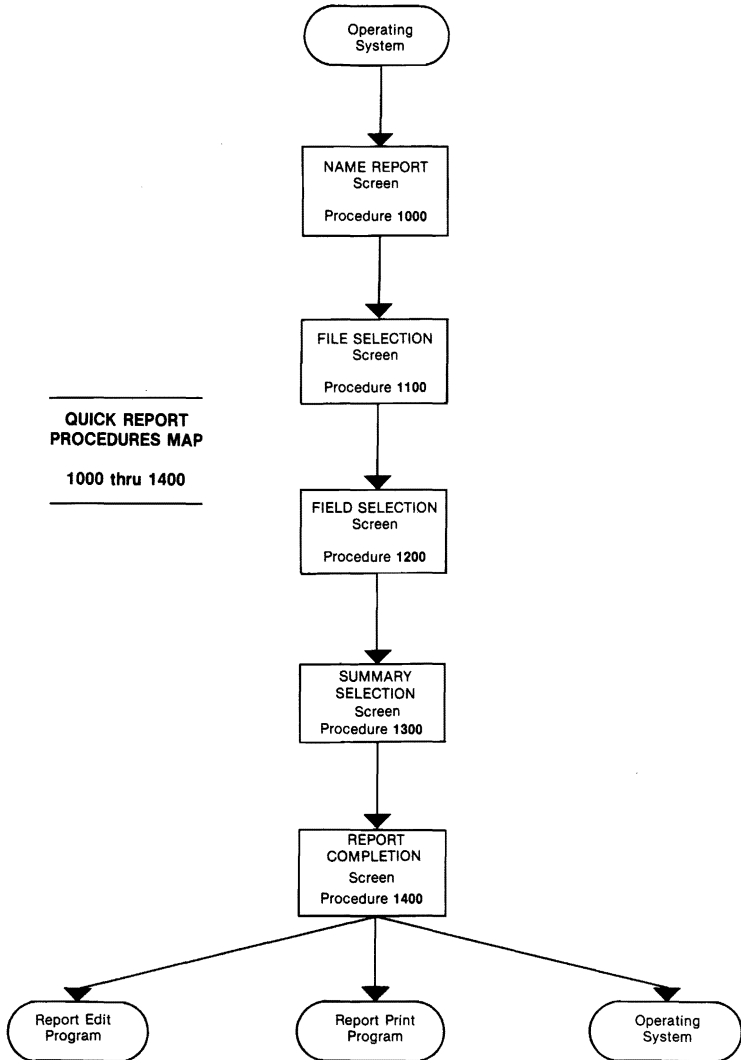 Operating
System
NAME REPORT
Screen
Procedure 1000
FILE SELECTION
Screen
Procedure 1100
QUICK REPORT
PROCEDURES MAP
1000 thru 1400
FIELD SELECTION
Screen
Procedure 1200
SUMMARY
SELECTION
Screen
Procedure 1300
REPORT
COMPLETION
Screen
Procedure 1400
Report Edit
Program
Report Print
Program
Operating
System